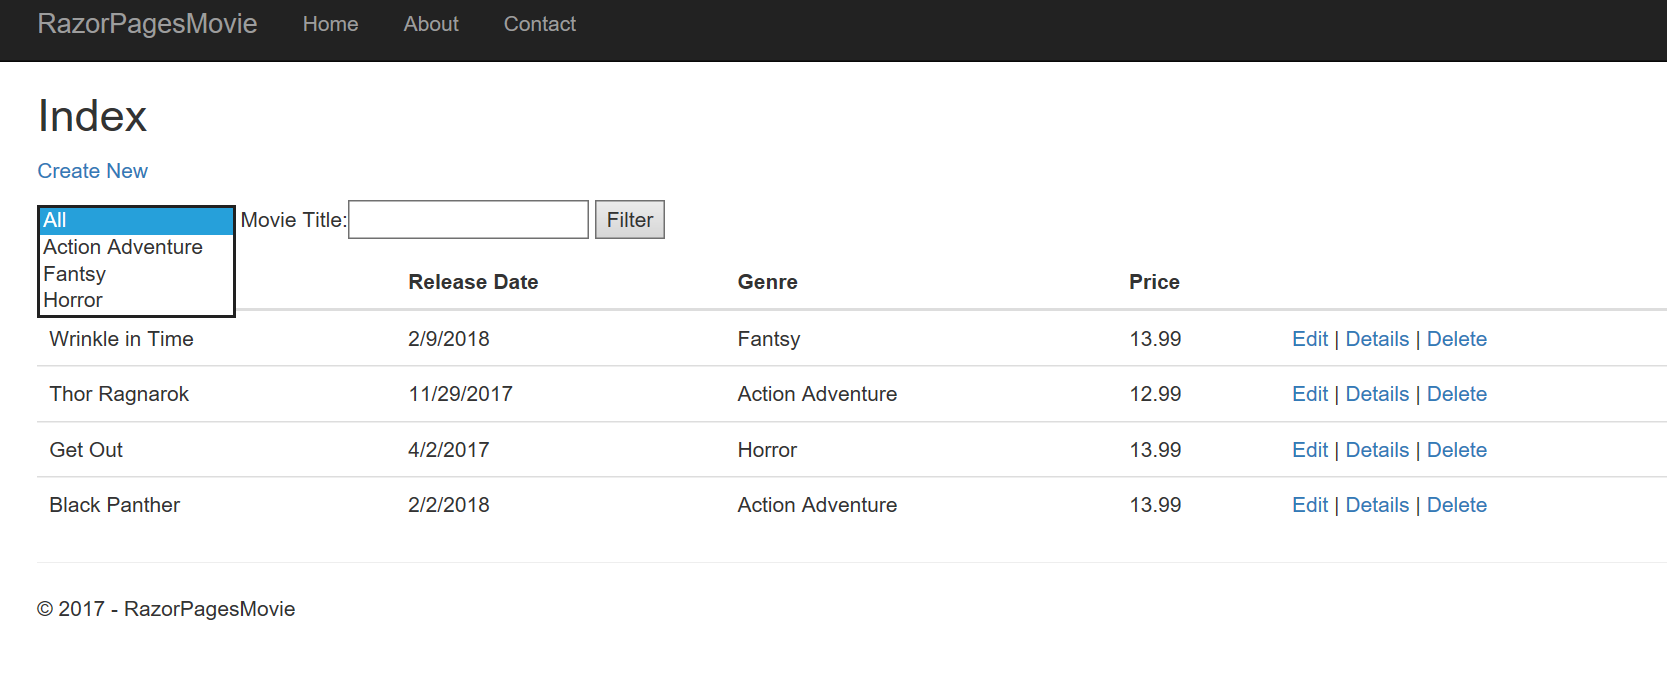 RazorPagesMovie Home About Contact
Index
Create New
All Movie Title: Filter
Action Adventure
Fantsy
Horror
Release Date Genre Price
Wrinkle in Time 2/9/2018 Fantsy 13.99 Edit | Details | Delete
Thor Ragnarok 11/29/2017 Action Adventure 12.99 Edit | Details | Delete
Get Out 4/2/2017 Horror 13.99 Edit | Details | Delete
Black Panther 2/2/2018 Action Adventure 13.99 Edit | Details | Delete
© 2017 - RazorPagesMovie